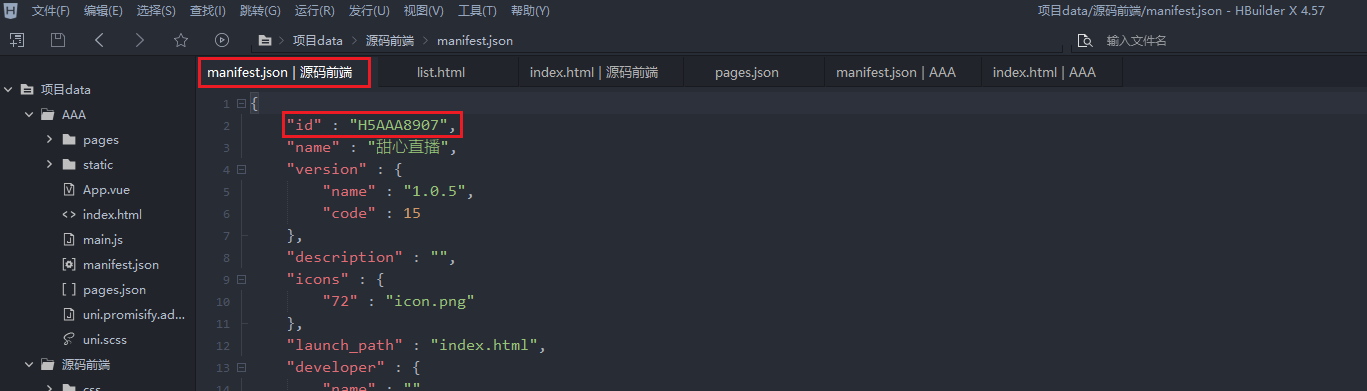 文件(F) 编辑(E) 选择(S) 查找(I) 跳转(G) 运行(R) 发行(U) 视图(V) 工具(T) 帮助(Y) 项目data/源码前端/manifest.json - HBuilder X 4.57
项目data 源码前端 manifest.json 输入文件名
manifest.json | 源码前端 list.html index.html | 源码前端 pages.json manifest.json | AAA index.html | AAA
项目data
AAA
pages
static
App.vue
index.html
main.js
manifest.json
pages.json
uni.promisify.ad...
uni.scss
源码前端
css
1 {
2 "id" : "H5AAA8907",
3 "name" : "甜心直播",
4 "version" : {
5 "name" : "1.0.5",
6 "code" : 15
7 },
8 "description" : "",
9 "icons" : {
10 "72" : "icon.png"
11 },
12 "launch_path" : "index.html",
13 "developer" : {
14 "name" : ""